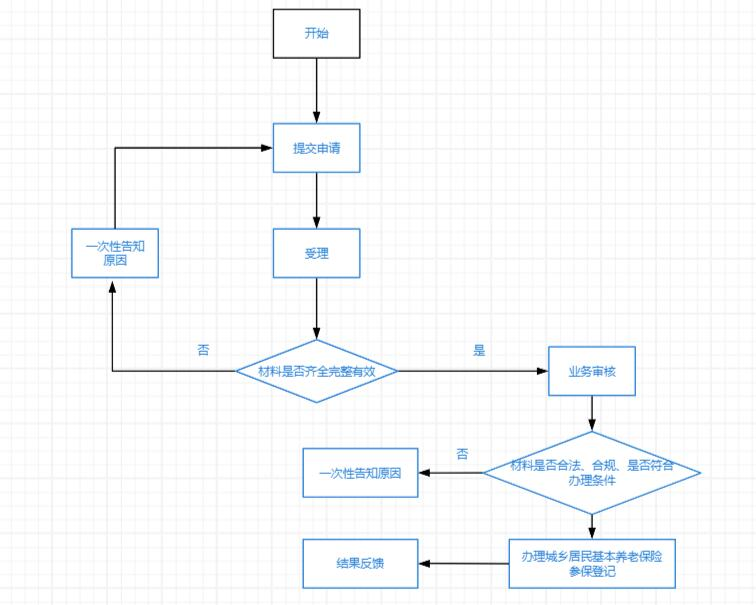 开始
提交申请
一次性告知
原因
受理
否
是
材料是否齐全完整有效
业务审核
否
一次性告知原因
材料是否合法、合规、是否符合
办理条件
结果反馈
办理城乡居民基本养老保险
参保登记